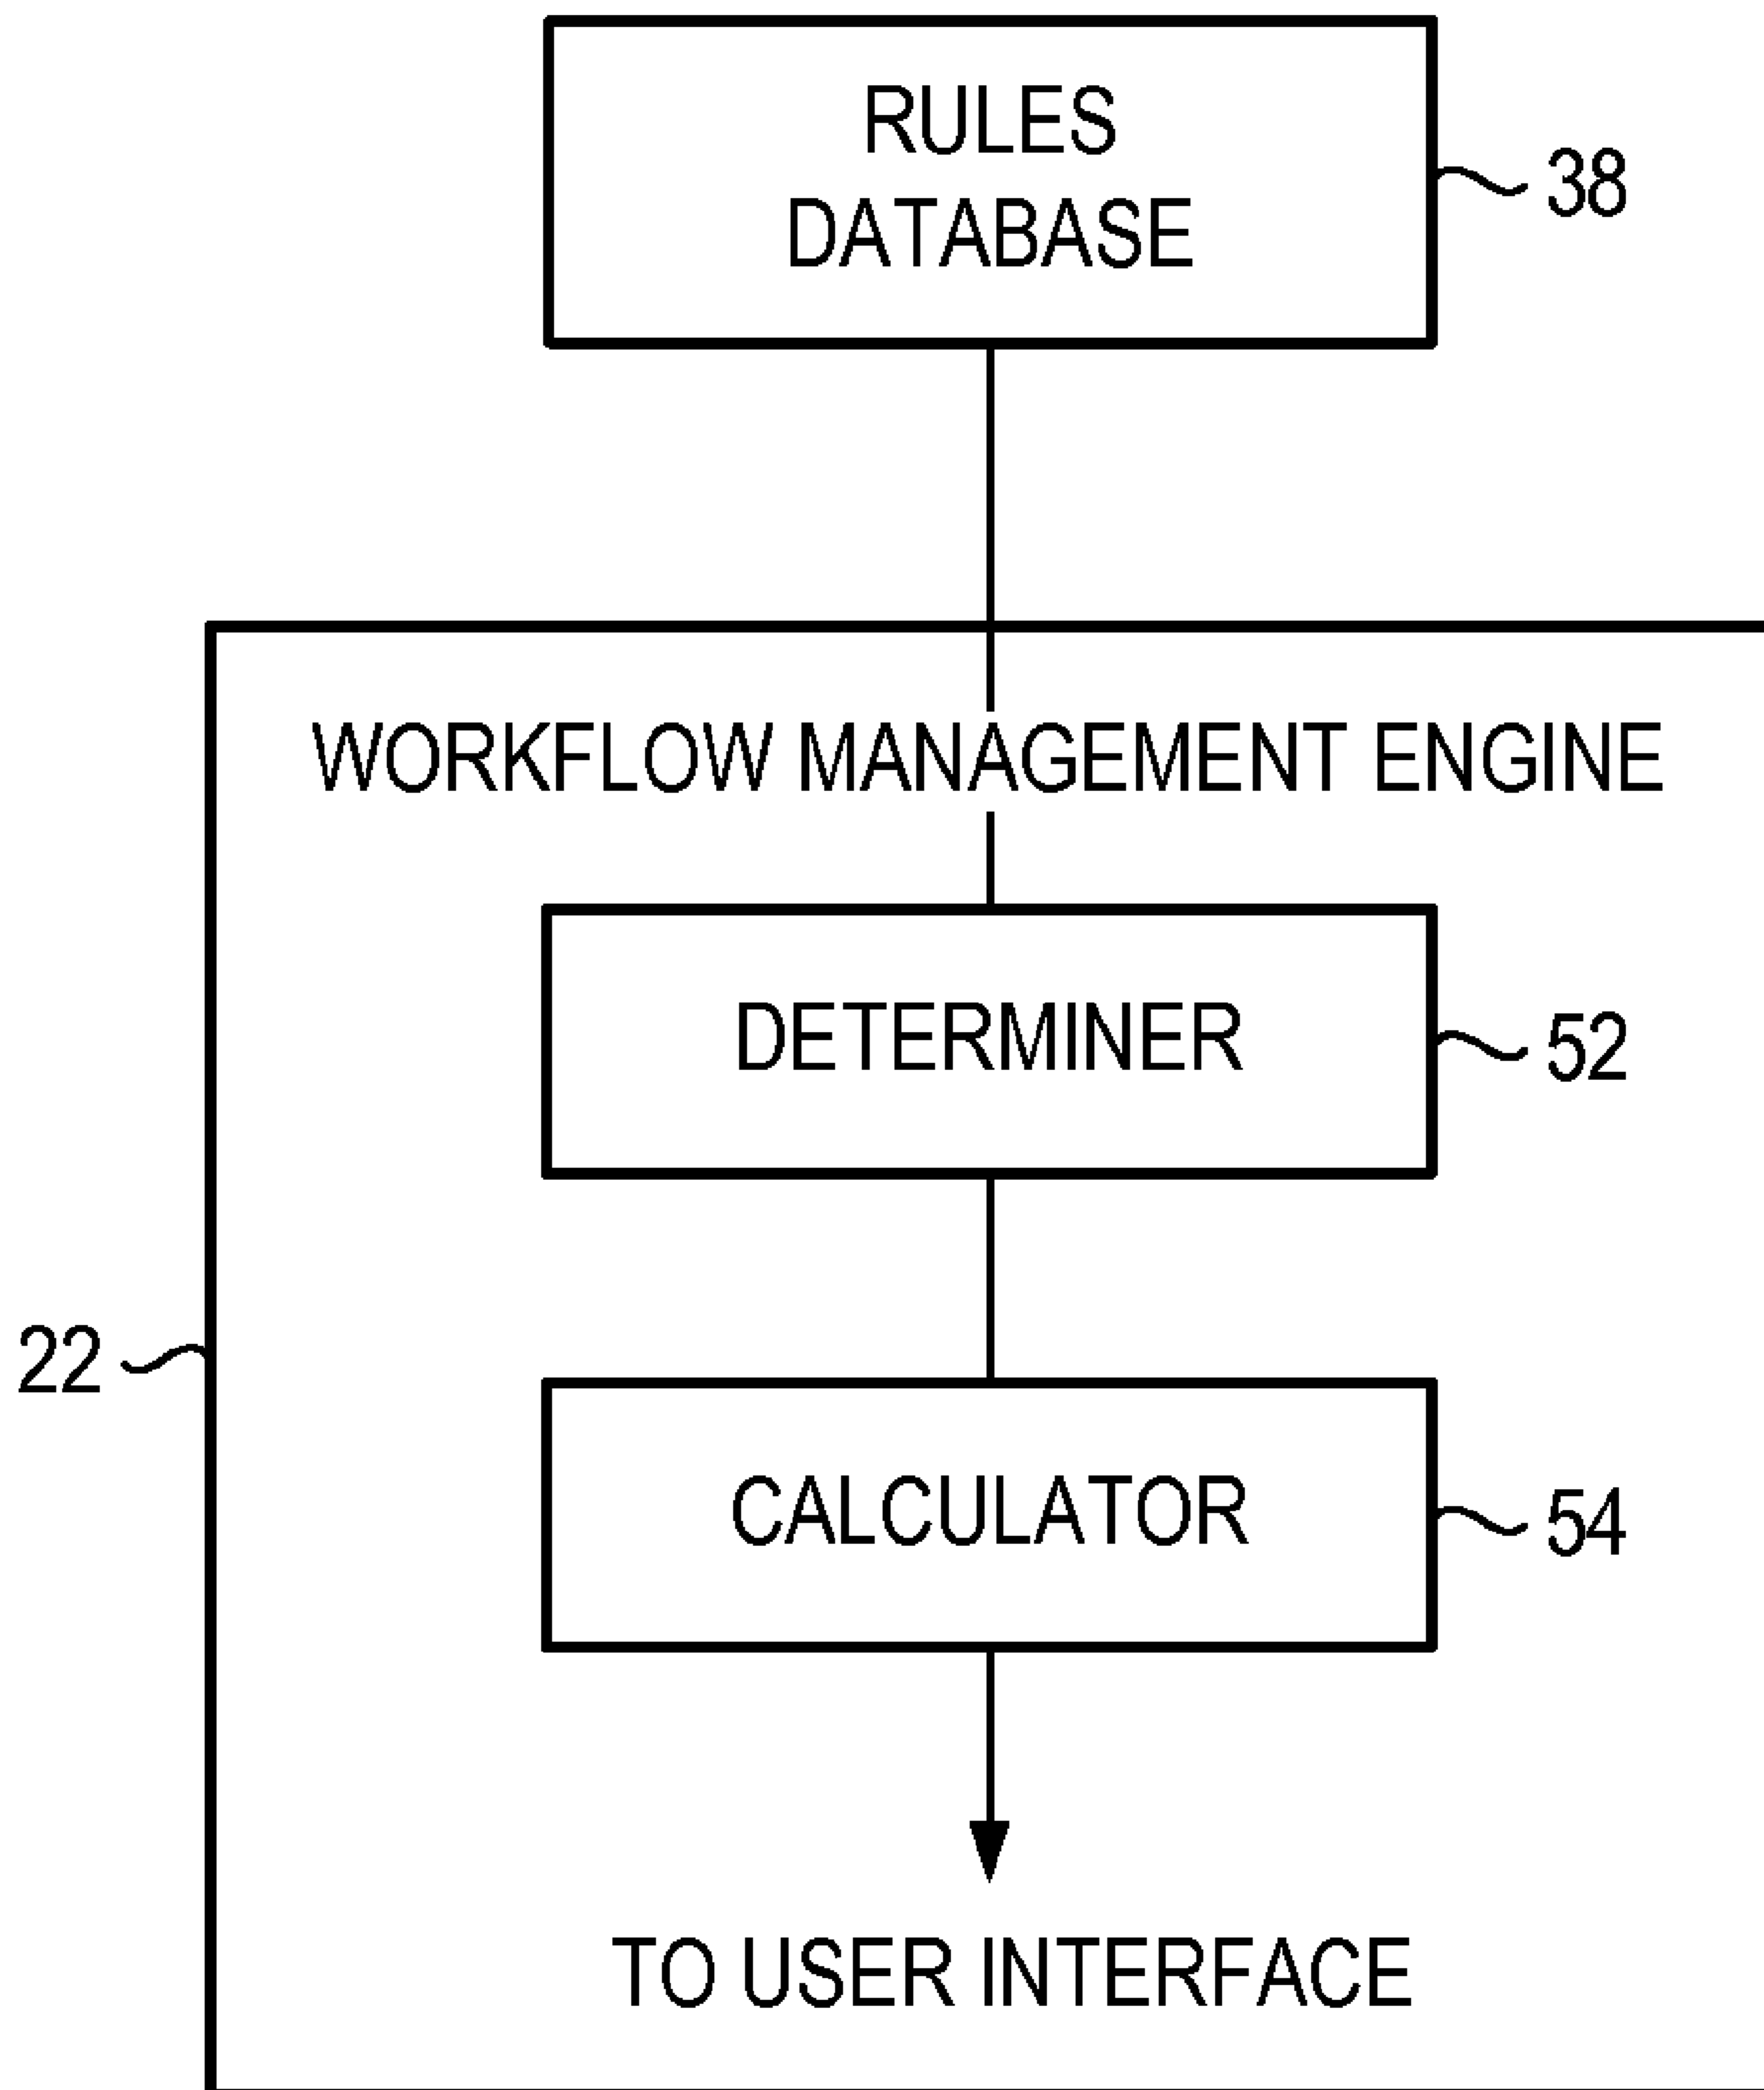 RULES
DATABASE
38
WORKFLOW MANAGEMENT ENGINE
DETERMINER
52
22
CALCULATOR
54
TO USER INTERFACE